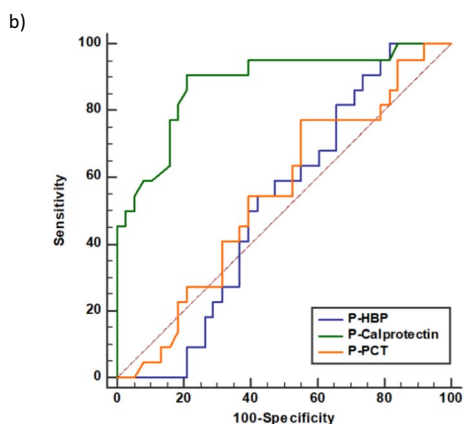 b)
100
80
60
40
20
0
Sensitivity
0 20 40 60 80 100
100-Specificity
P-HBP
P-Calprotectin
P-PCT